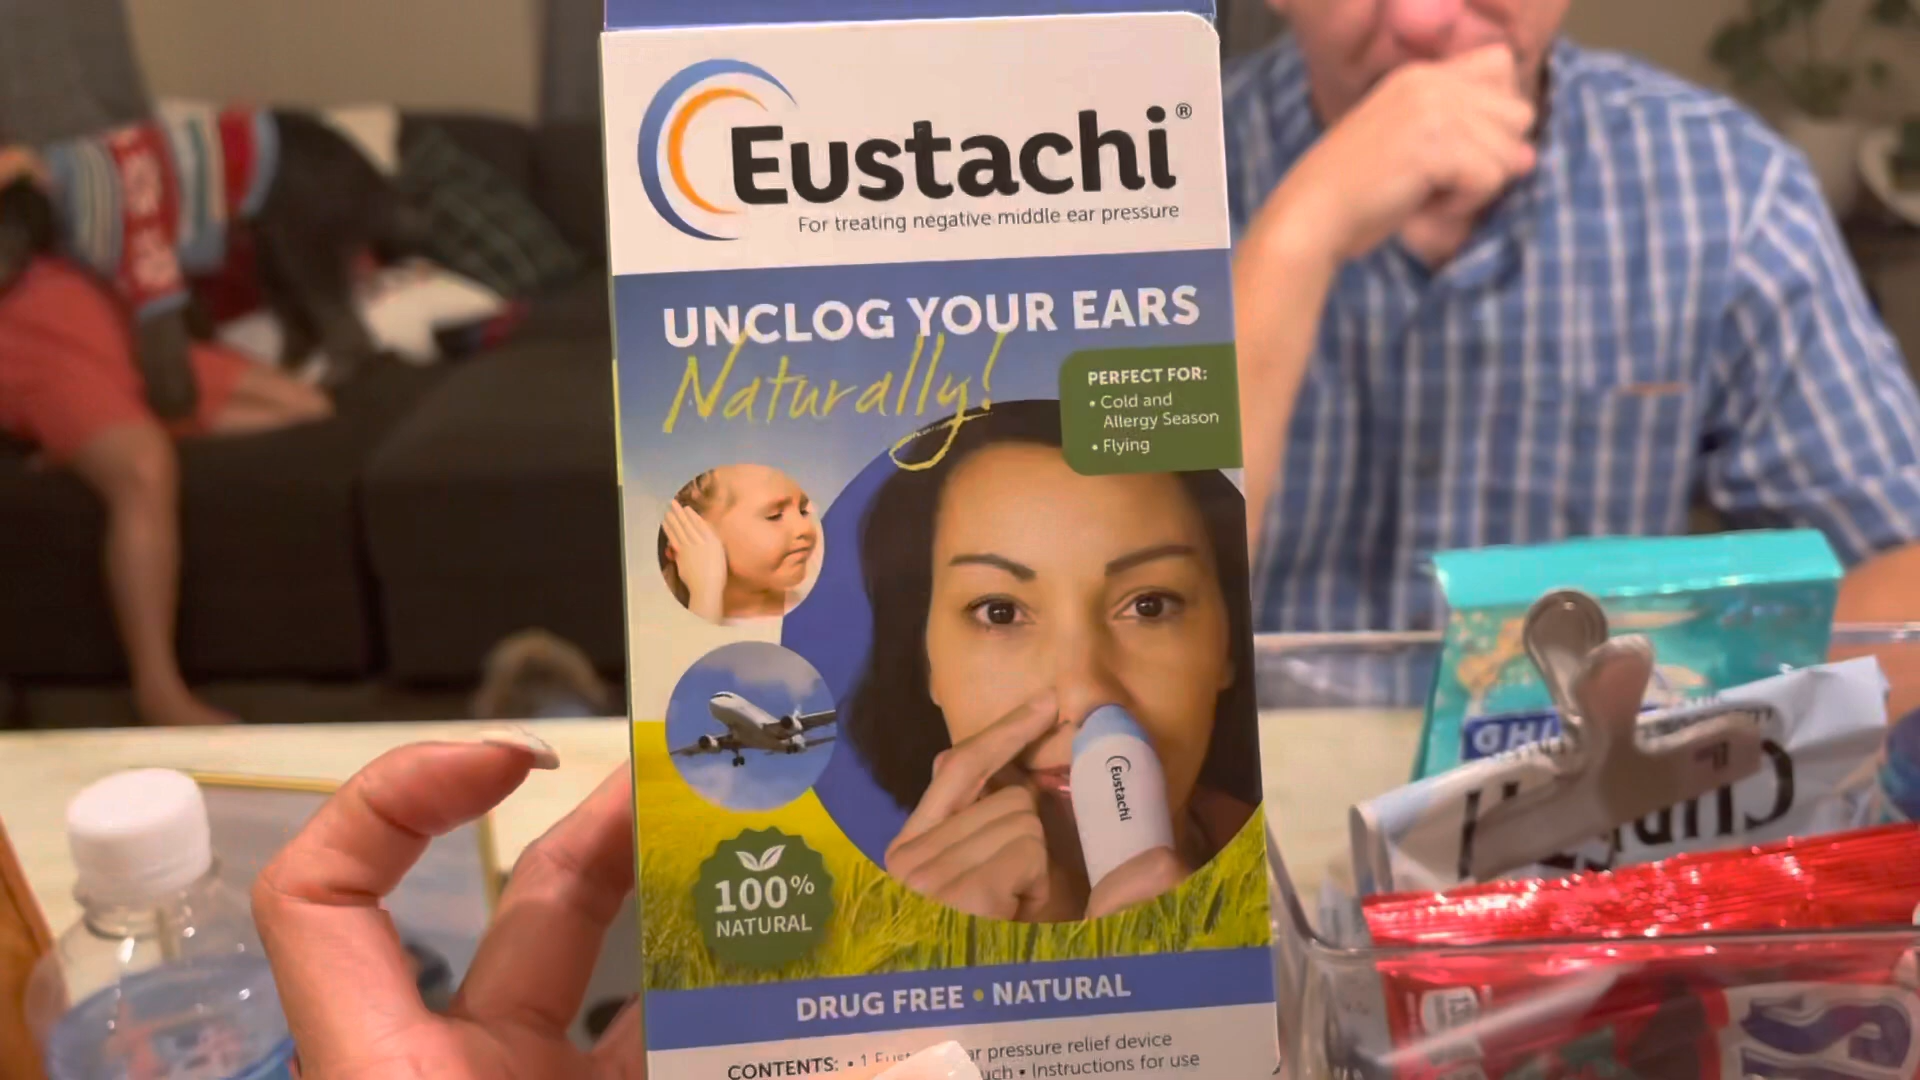 Eustachi®
For treating negative middle ear pressure
UNCLOG YOUR EARS
Naturally!
PERFECT FOR:
• Cold and
Allergy Season
• Flying
Eustachi
100%
NATURAL
DRUG FREE • NATURAL
CONTENTS: • 1 pressure relief device
• Instructions for use